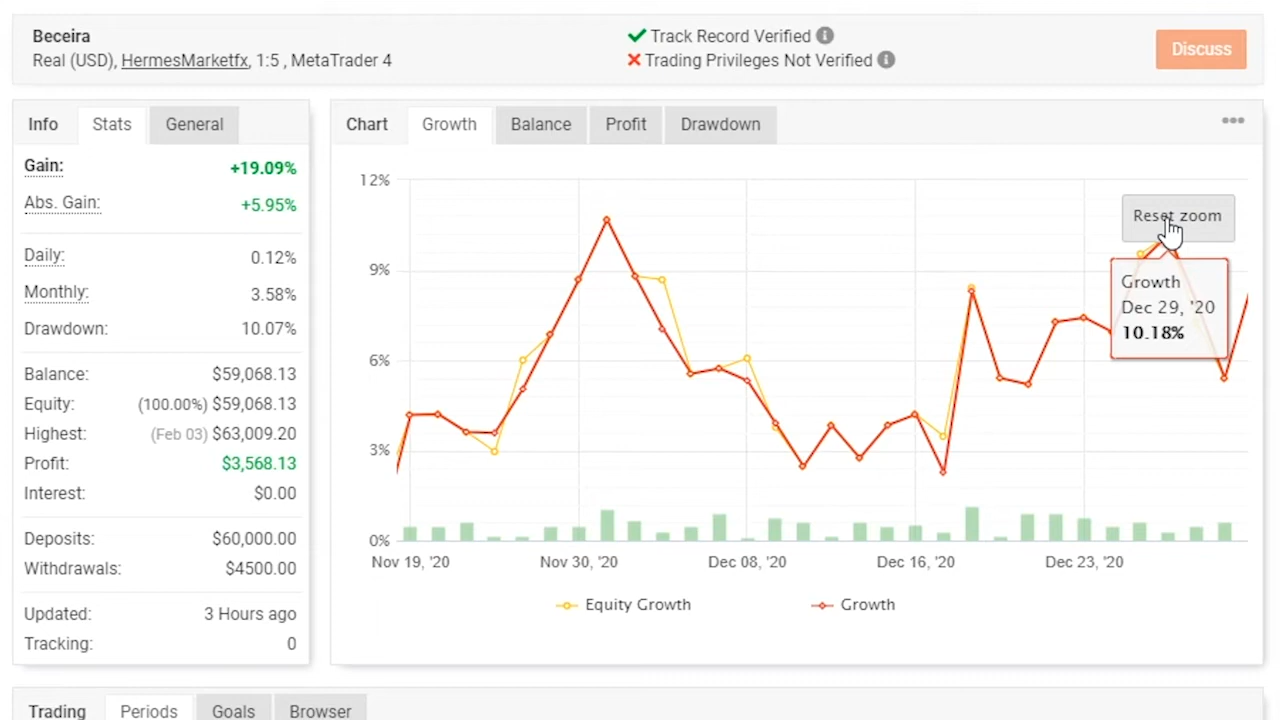 Beceira
Real (USD), HermesMarketfx, 1:5 , MetaTrader 4
Track Record Verified
Trading Privileges Not Verified
Discuss
Info Stats General
Gain: +19.09%
Abs. Gain: +5.95%
Daily: 0.12%
Monthly: 3.58%
Drawdown: 10.07%
Balance: $59,068.13
Equity: (100.00%) $59,068.13
Highest: (Feb 03) $63,009.20
Profit: $3,568.13
Interest: $0.00
Deposits: $60,000.00
Withdrawals: $4500.00
Updated: 3 Hours ago
Tracking: 0
Chart Growth Balance Profit Drawdown
12%
9%
6%
3%
0%
Reset zoom
Growth
Dec 29, '20
10.18%
Nov 19, '20 Nov 30, '20 Dec 08, '20 Dec 16, '20 Dec 23, '20
Equity Growth Growth
Trading Periods Goals Browser